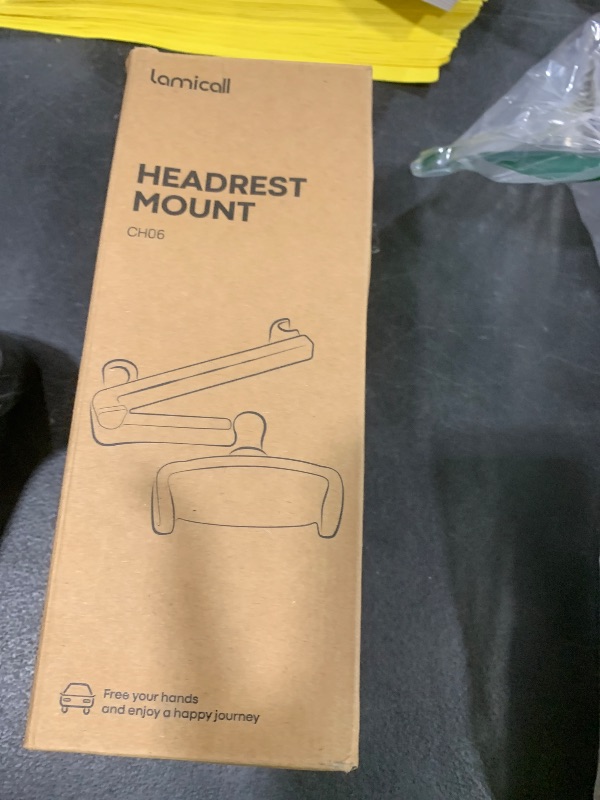 Lamicall
HEADREST
MOUNT
CH06
Free your hands
and enjoy a happy journey